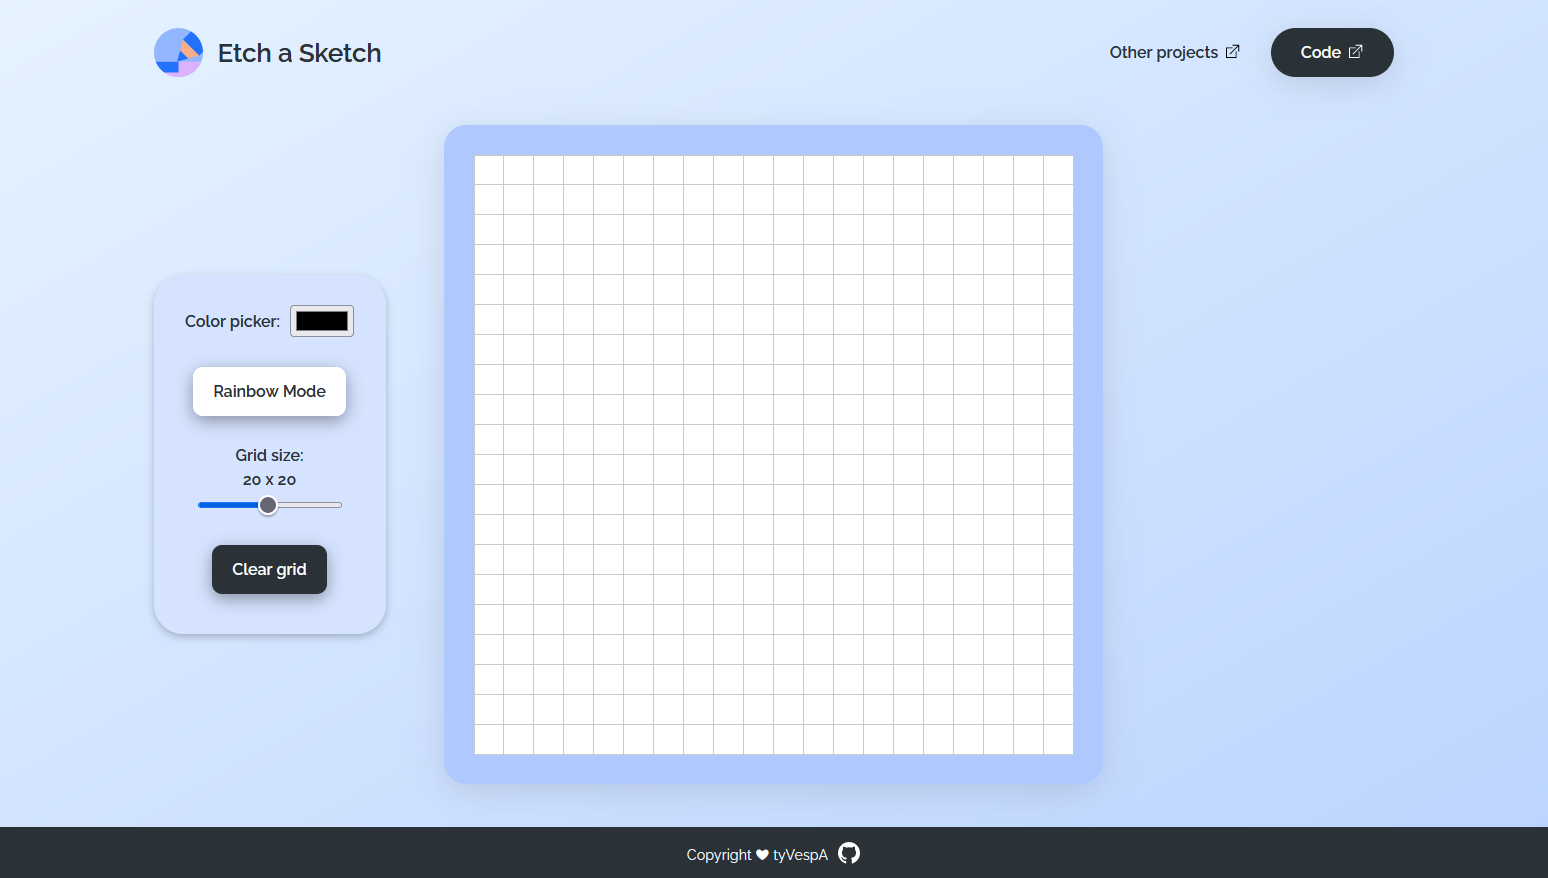 Etch a Sketch
Other projects
Code
Color picker:
Rainbow Mode
Grid size:
20 x 20
Clear grid
Copyright ♥ tyVespA